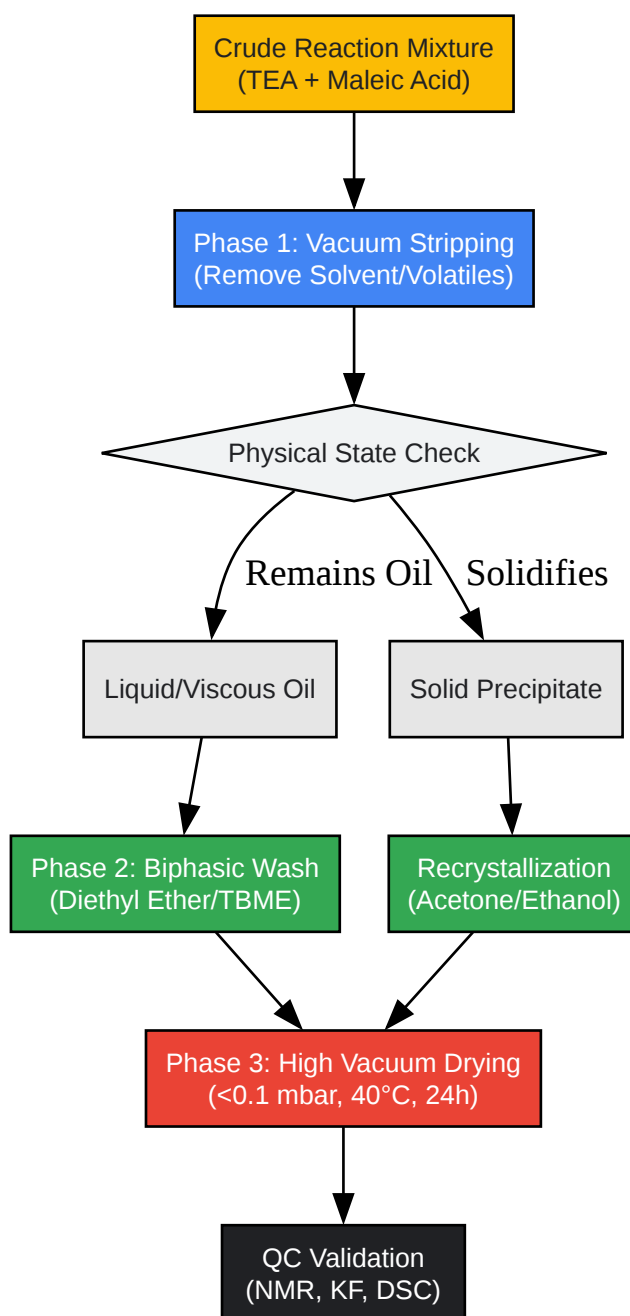 Crude Reaction Mixture
(TEA + Maleic Acid)
Phase 1: Vacuum Stripping
(Remove Solvent/Volatiles)
Physical State Check
Remains Oil
Solidifies
Liquid/Viscous Oil
Solid Precipitate
Phase 2: Biphasic Wash
(Diethyl Ether/TBME)
Recrystallization
(Acetone/Ethanol)
Phase 3: High Vacuum Drying
(<0.1 mbar, 40°C, 24h)
QC Validation
(NMR, KF, DSC)